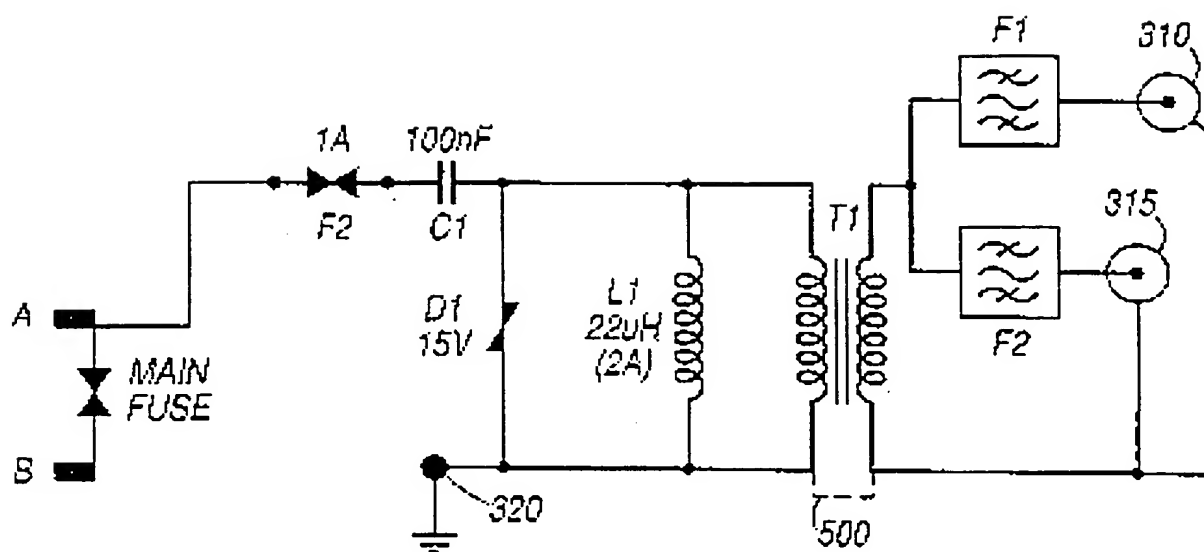 F1
310
1A
100nF
F2
C1
T1
315
A
D1
15V
L1
22uH
(2A)
F2
MAIN
FUSE
B
320
500